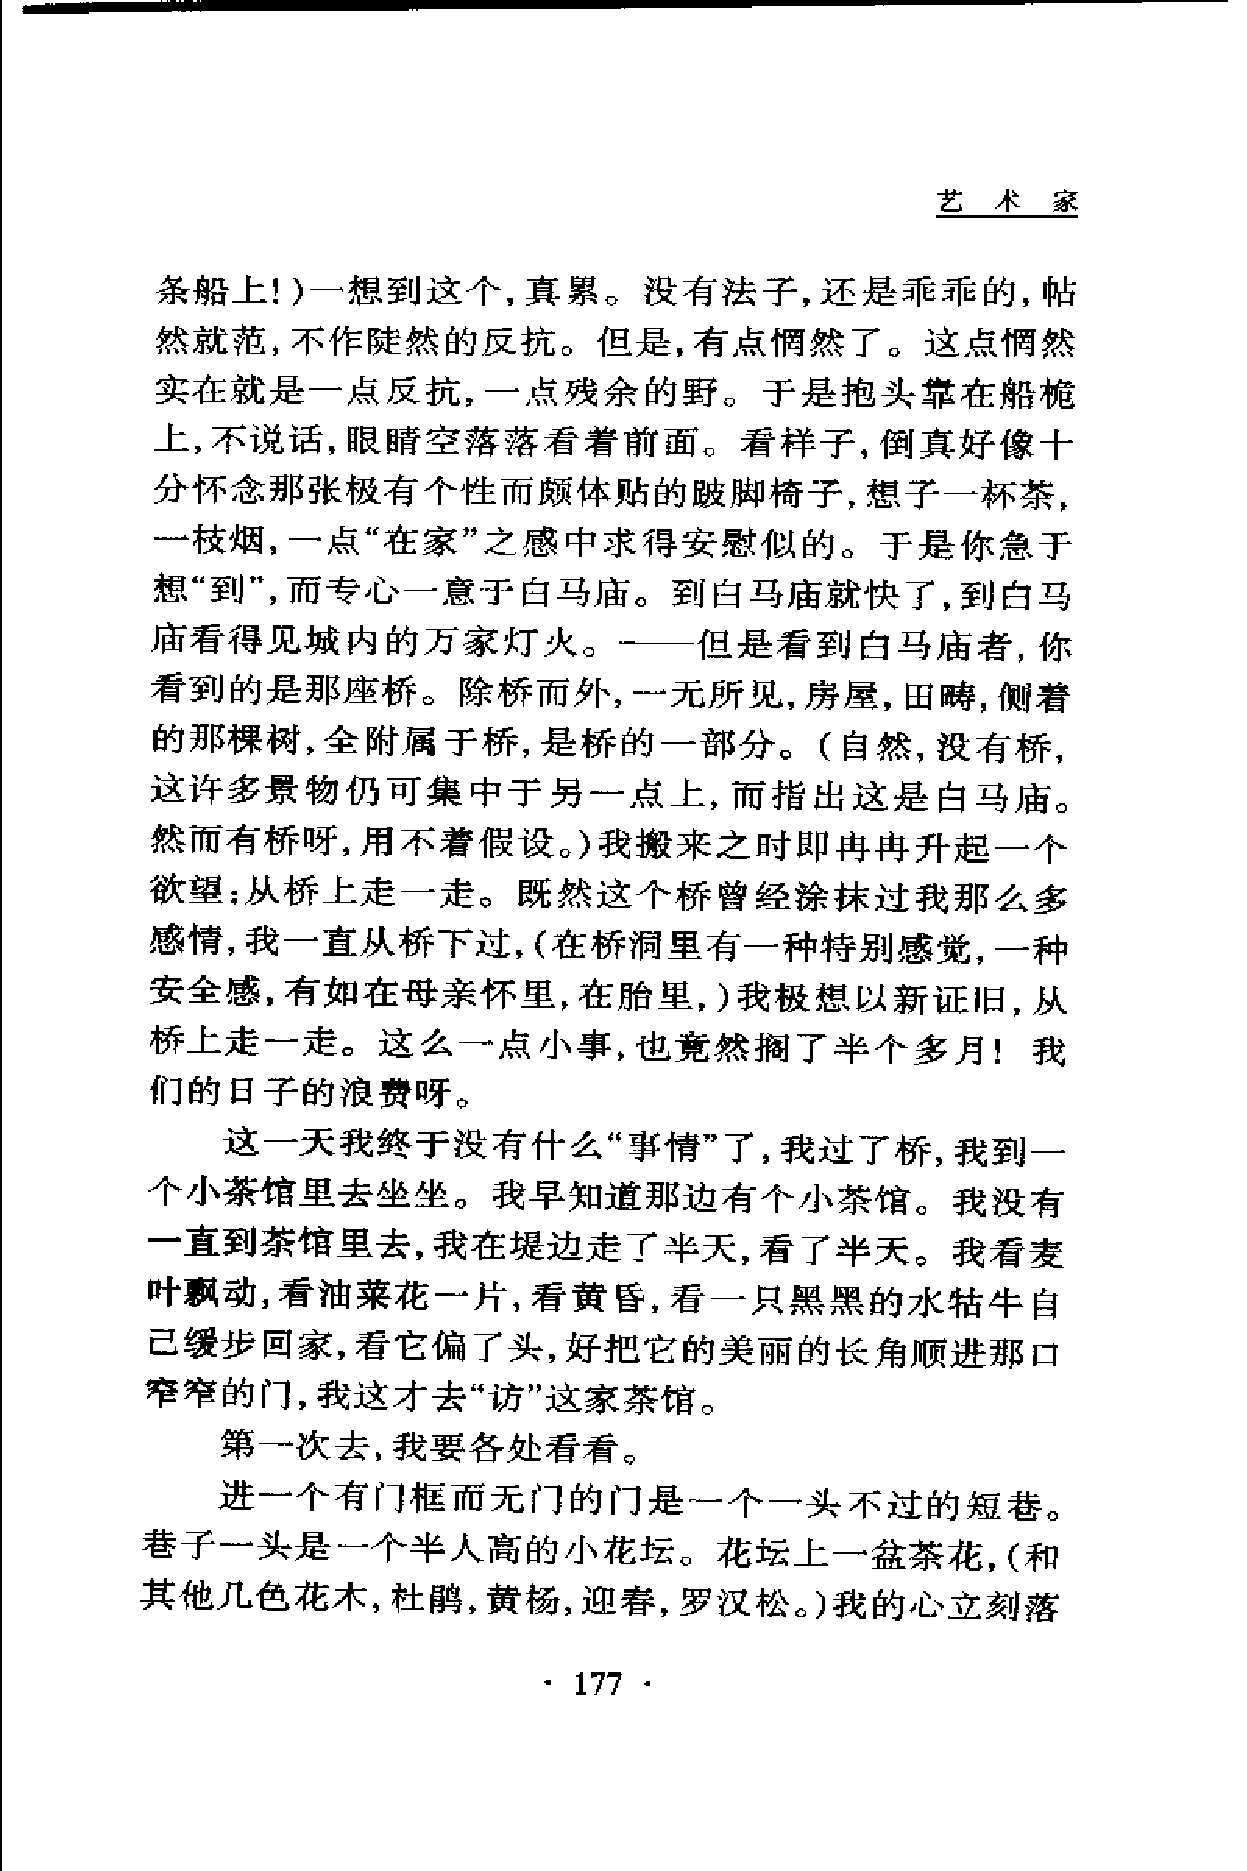 艺术家
条船上!)一想到这个,真累。没有法子,还是乖乖的,帖
然就范,不作陡然的反抗。但是,有点惘然了。这点惘然
实在就是一点反抗,一点残余的野。于是抱头靠在船桅
上,不说话,眼睛空落落看着前面。看样子,倒真好像十
分怀念那张极有个性而颇体贴的跛脚椅子,想子一杯茶,
一枝烟,一点“在家”之感中求得安慰似的。于是你急于
想“到”,而专心一意于白马庙。到白马庙就快了,到白马
庙看得见城内的万家灯火。——但是看到白马庙者,你
看到的是那座桥。除桥而外,一无所见,房屋,田畴,侧着
的那棵树,全附属于桥,是桥的一部分。(自然,没有桥,
这许多景物仍可集中于另一点上,而指出这是白马庙。
然而有桥呀,用不着假设。)我搬来之时即冉冉升起一个
欲望:从桥上走一走。既然这个桥曾经涂抹过我那么多
感情,我一直从桥下过,(在桥洞里有一种特别感觉,一种
安全感,有如在母亲怀里,在胎里,)我极想以新证旧,从
桥上走一走。这么一点小事,也竟然搁了半个多月!我
们的日子的浪费呀。
这一天我终于没有什么“事情”了,我过了桥,我到一
个小茶馆里去坐坐。我早知道那边有个小茶馆。我没有
一直到茶馆里去,我在堤边走了半天,看了半天。我看麦
叶飘动,看油菜花一片,看黄昏,看一只黑黑的水牯牛自
己缓步回家,看它偏了头,好把它的美丽的长角顺进那口
窄窄的门,我这才去“访”这家茶馆。
第一次去,我要各处看看。
进一个有门框而无门的门是一个一头不过的短巷。
巷子一头是一个半人高的小花坛。花坛上一盆茶花,(和
其他几色花木,杜鹃,黄杨,迎春,罗汉松。)我的心立刻落
· 177 ·